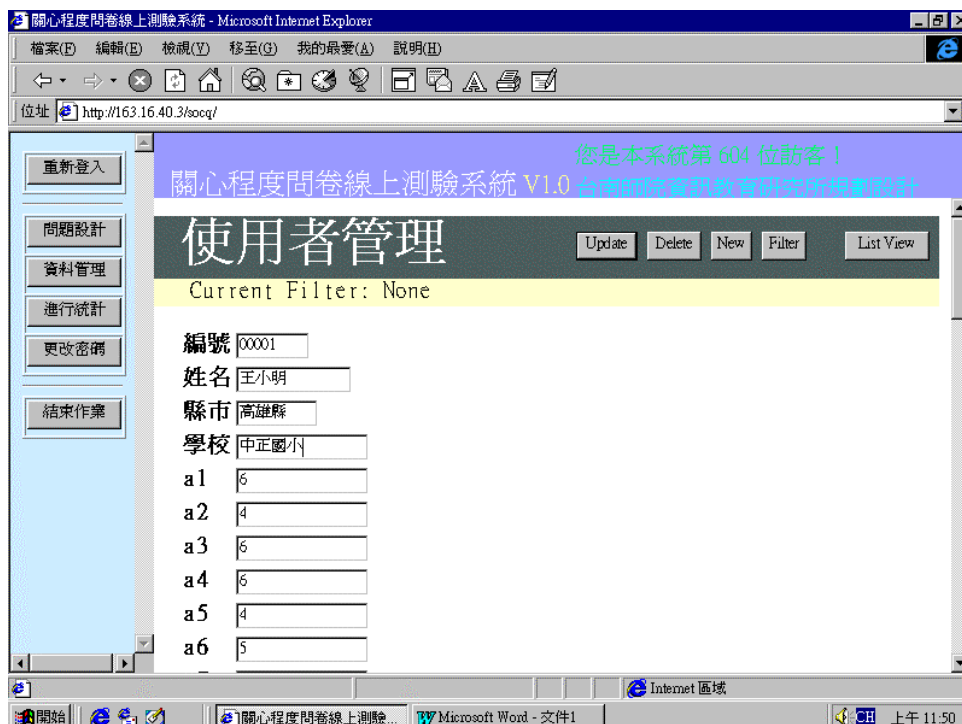 關心程度問卷線上測驗系統 - Microsoft Internet Explorer
檔案(F) 編輯(E) 檢視(V) 移至(G) 我的最愛(A) 說明(H)
位址 http://163.16.40.3/socq/
重新登入
問題設計
資料管理
進行統計
更改密碼
結束作業
您是本系統第 604 位訪客！
關心程度問卷線上測驗系統 V1.0 台南師院資訊教育研究所規劃設計
使用者管理 Update Delete New Filter List View
Current Filter: None
編號 00001
姓名 王小明
縣市 高雄縣
學校 中正國小
a1 6
a2 4
a3 6
a4 6
a5 4
a6 5
Internet 區域
開始 關心程度問卷線上測驗... Microsoft Word - 文件1 CH 上午 11:50